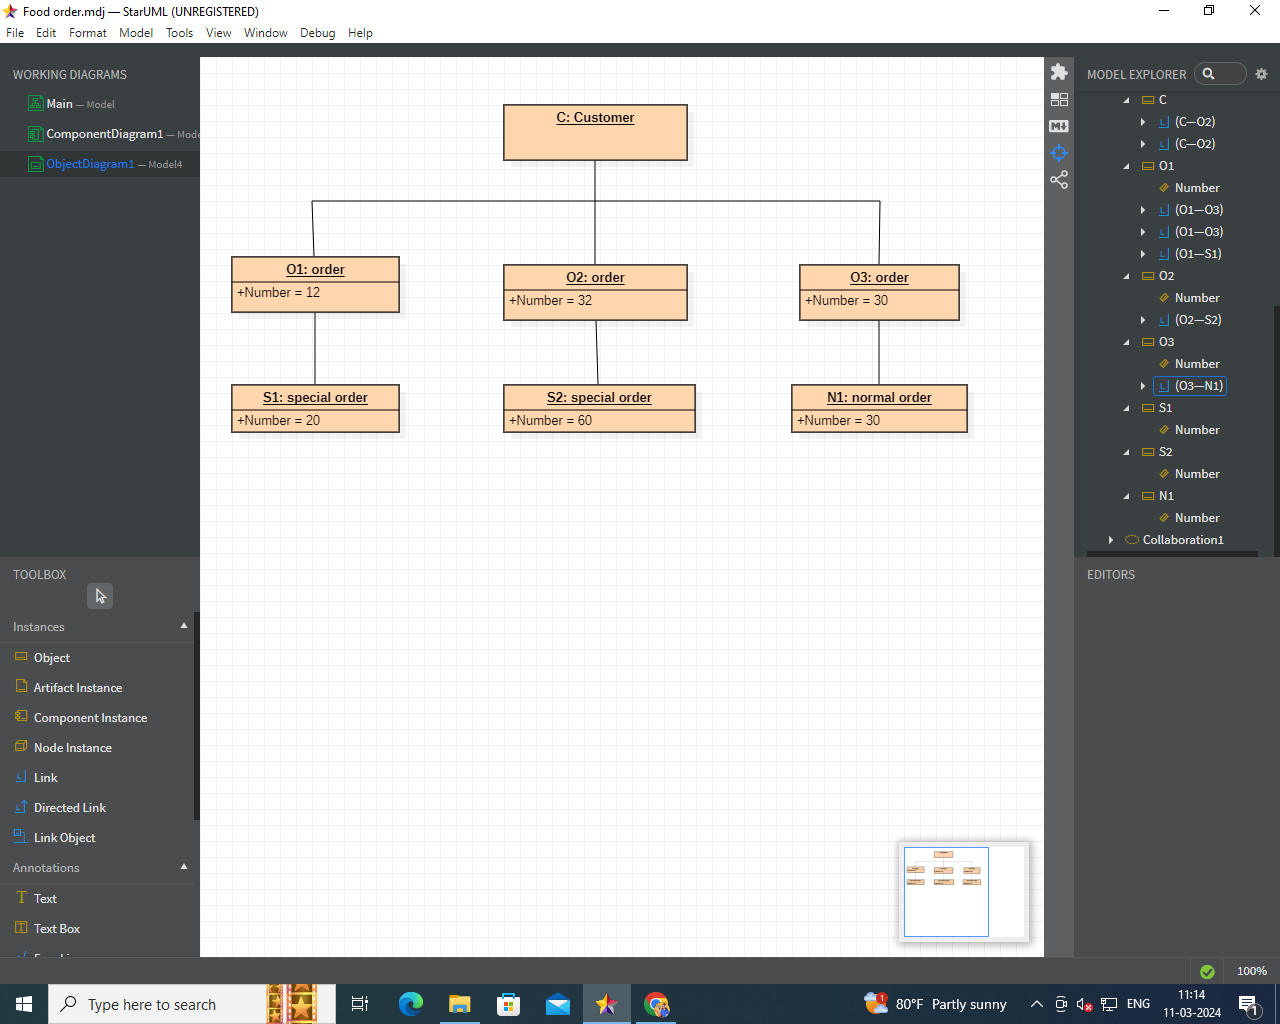 Food order.mdj — StarUML (UNREGISTERED)
File Edit Format Model Tools View Window Debug Help
WORKING DIAGRAMS
Main — Model
ComponentDiagram1 — Mode
ObjectDiagram1 — Model4
TOOLBOX
Instances
Object
Artifact Instance
Component Instance
Node Instance
Link
Directed Link
Link Object
Annotations
Text
Text Box
C: Customer
O1: order
+Number = 12
O2: order
+Number = 32
O3: order
+Number = 30
S1: special order
+Number = 20
S2: special order
+Number = 60
N1: normal order
+Number = 30
MODEL EXPLORER
C
(C—O2)
(C—O2)
O1
Number
(O1—O3)
(O1—O3)
(O1—S1)
O2
Number
(O2—S2)
O3
Number
(O3—N1)
S1
Number
S2
Number
N1
Number
Collaboration1
EDITORS
100%
Type here to search
1
80°F Partly sunny
ENG
11:14
11-03-2024
1